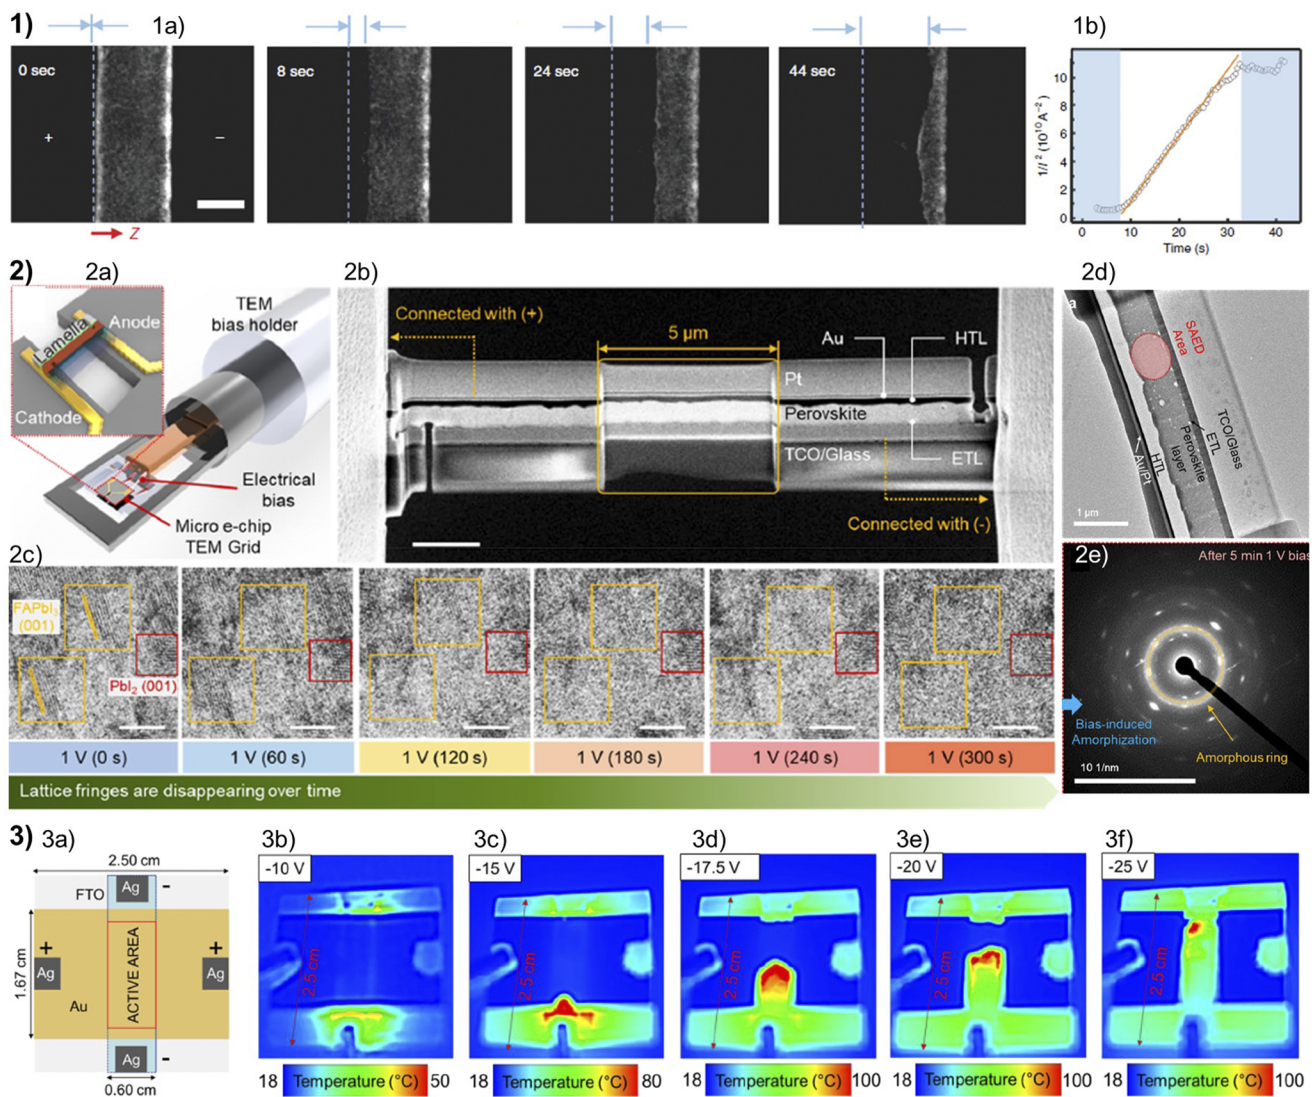 1)
1a)
0 sec
+
−
Z
8 sec
24 sec
44 sec
1b)
1/I² (10¹⁰A⁻²)
10
8
6
4
2
0
0
10
20
30
40
Time (s)
2)
2a)
Lamella
Anode
Cathode
TEM
bias holder
Electrical
bias
Micro e-chip
TEM Grid
2b)
Connected with (+)
5 µm
Au
HTL
Pt
Perovskite
TCO/Glass
ETL
Connected with (-)
2d)
a
SAED
Area
TCO/Glass
ETL
Perovskite
layer
HTL
Au/Pt
1 µm
2c)
FAPbI₃
(001)
PbI₂ (001)
1 V (0 s)
1 V (60 s)
1 V (120 s)
1 V (180 s)
1 V (240 s)
1 V (300 s)
Lattice fringes are disappearing over time
2e)
After 5 min 1 V bias
Bias-induced
Amorphization
Amorphous ring
10 1/nm
3)
3a)
2.50 cm
FTO
Ag
-
1.67 cm
+
Ag
Au
ACTIVE AREA
+
Ag
Ag
-
0.60 cm
3b)
-10 V
2.5 cm
18 Temperature (°C) 50
3c)
-15 V
2.5 cm
18 Temperature (°C) 80
3d)
-17.5 V
2.5 cm
18 Temperature (°C) 100
3e)
-20 V
2.5 cm
18 Temperature (°C) 100
3f)
-25 V
2.5 cm
18 Temperature (°C) 100